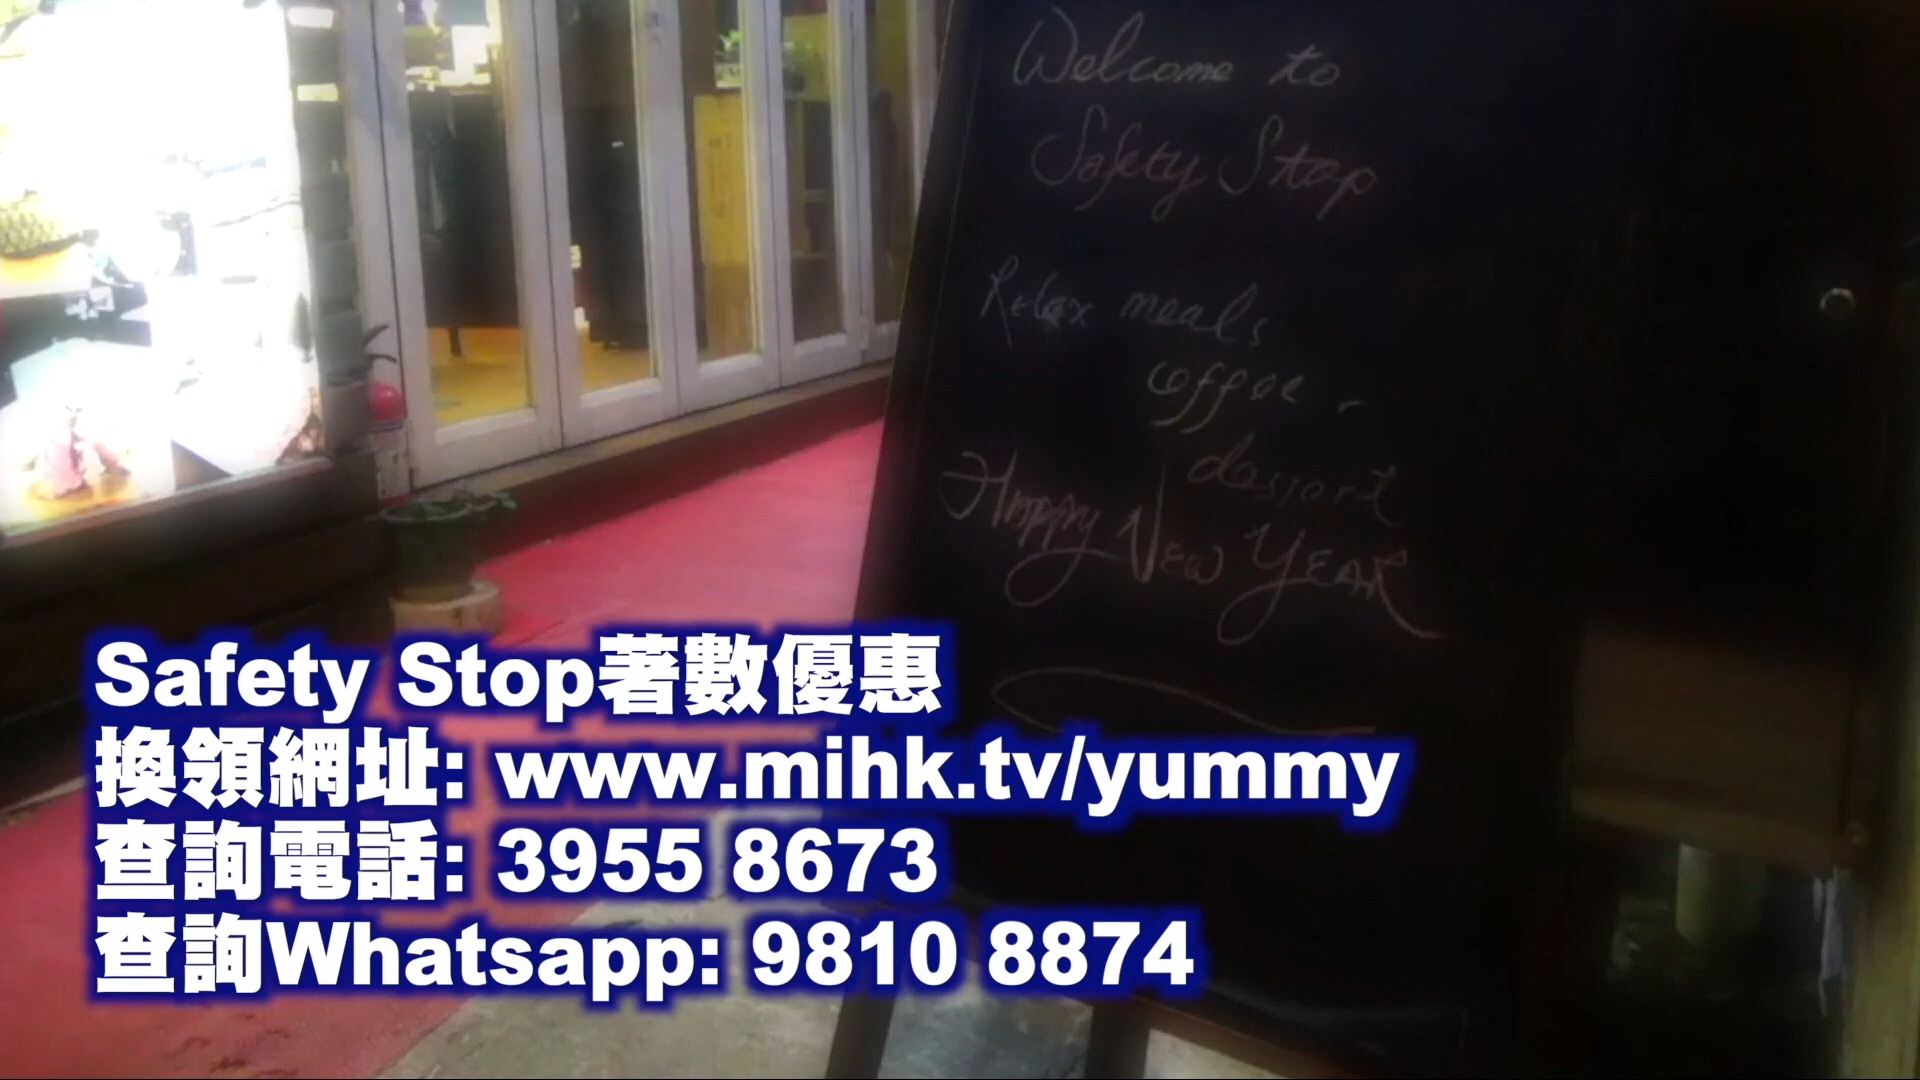 Welcome to
Safety Stop
Relax meals
coffee -
dessert
Happy New YEAR
Safety Stop著數優惠
換領網址: www.mihk.tv/yummy
查詢電話: 3955 8673
查詢Whatsapp: 9810 8874